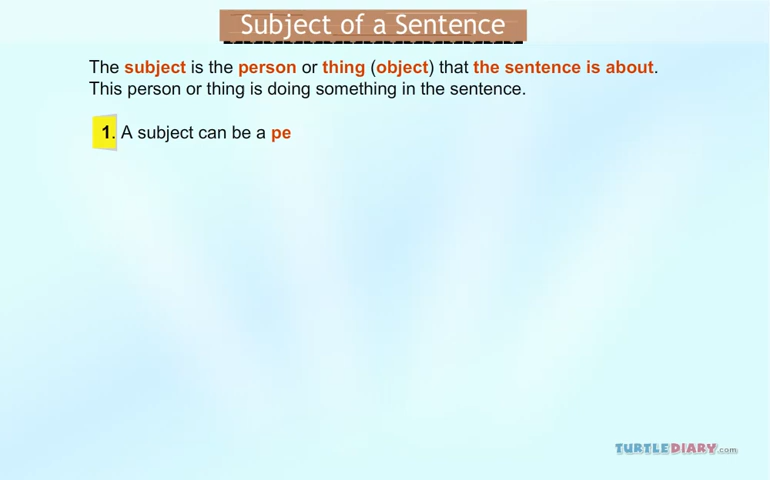 Subject of a Sentence
The subject is the person or thing (object) that the sentence is about.
This person or thing is doing something in the sentence.
1. A subject can be a pe
TURTLEDIARY.com